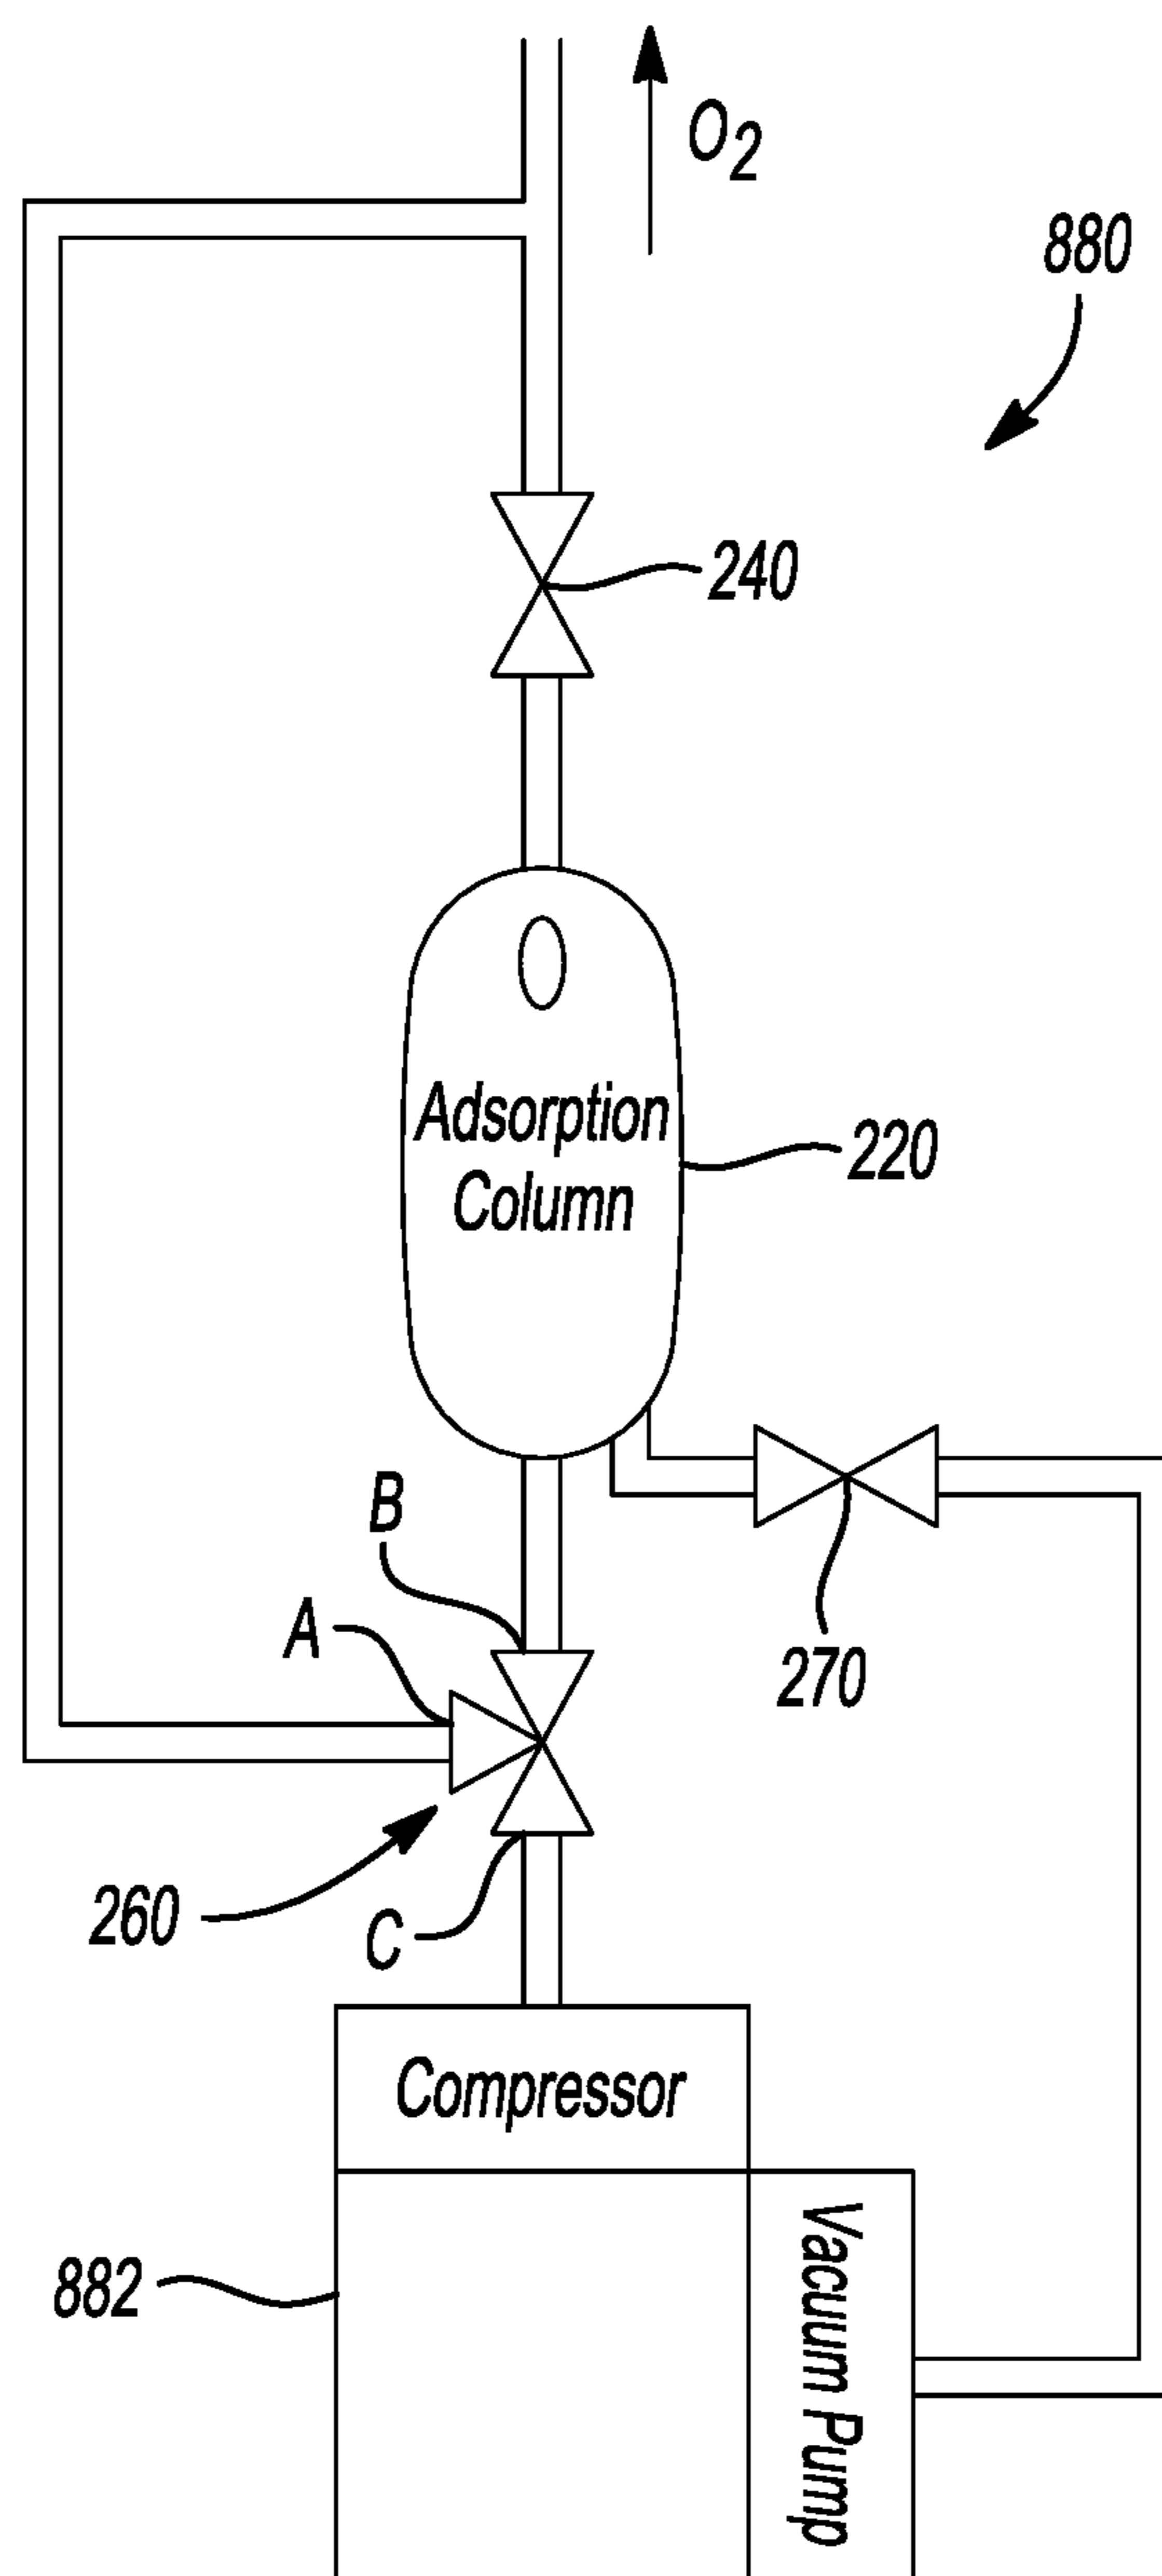 O2
880
240
Adsorption
Column
220
B
A
270
260
C
Compressor
882
Vacuum Pump